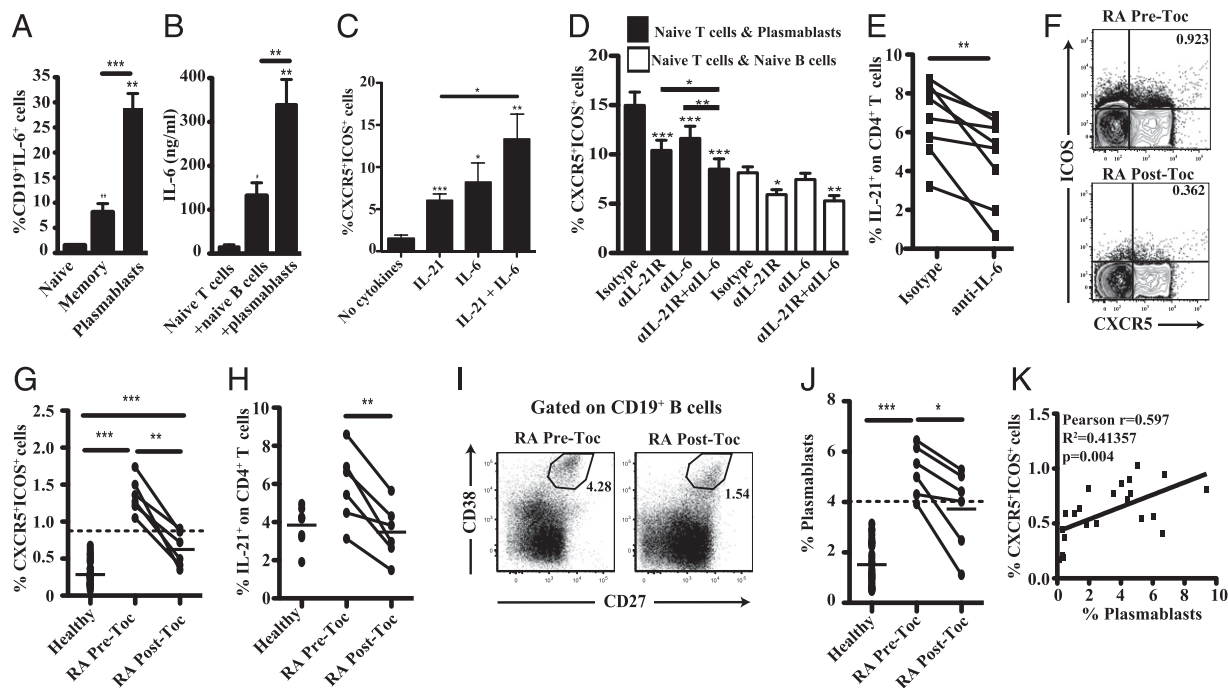 A
%CD19+IL-6+ cells
35
30
25
20
15
10
5
0
***
**
**
Naive
Memory
Plasmablasts
B
IL-6 (ng/ml)
400
300
200
100
0
**
**
Naive T cells
+naive B cells
+plasmablasts
C
%CXCR5+ICOS+ cells
20
15
10
5
0
*
***
*
**
No cytokines
IL-21
IL-6
IL-21 + IL-6
D
Naive T cells & Plasmablasts
Naive T cells & Naive B cells
% CXCR5+ICOS+ cells
20
15
10
5
0
*
**
***
***
***
*
**
Isotype
αIL-21R
αIL-6
αIL-21R+αIL-6
Isotype
αIL-21R
αIL-6
αIL-21R+αIL-6
E
% IL-21+ on CD4+ T cells
10
8
6
4
2
0
**
Isotype
anti-IL-6
F
RA Pre-Toc
0.923
RA Post-Toc
0.362
ICOS
CXCR5
G
% CXCR5+ICOS+ cells
2.5
2.0
1.5
1.0
0.5
0
***
***
**
Healthy
RA Pre-Toc
RA Post-Toc
H
% IL-21+ on CD4+ T cells
10
8
6
4
2
0
**
Healthy
RA Pre-Toc
RA Post-Toc
I
Gated on CD19+ B cells
RA Pre-Toc
RA Post-Toc
4.28
1.54
CD38
CD27
J
% Plasmablasts
8
6
4
2
0
***
*
Healthy
RA Pre-Toc
RA Post-Toc
K
% CXCR5+ICOS+ cells
1.5
1.0
0.5
0.0
Pearson r=0.597
R²=0.41357
p=0.004
0
2
4
6
8
10
% Plasmablasts